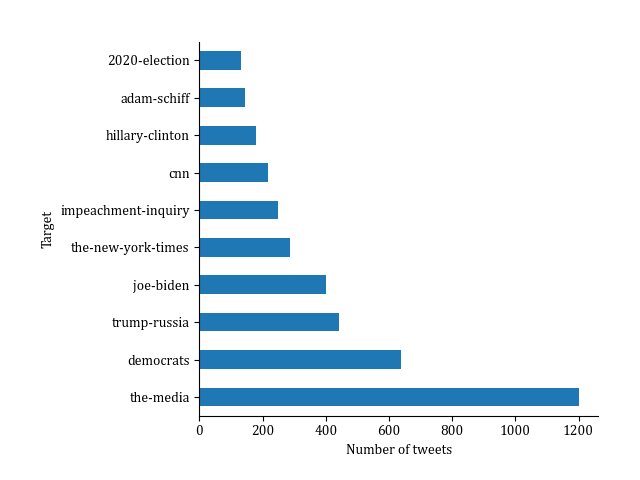 2020-election
adam-schiff
hillary-clinton
cnn
impeachment-inquiry
the-new-york-times
joe-biden
trump-russia
democrats
the-media
Target
0 200 400 600 800 1000 1200
Number of tweets